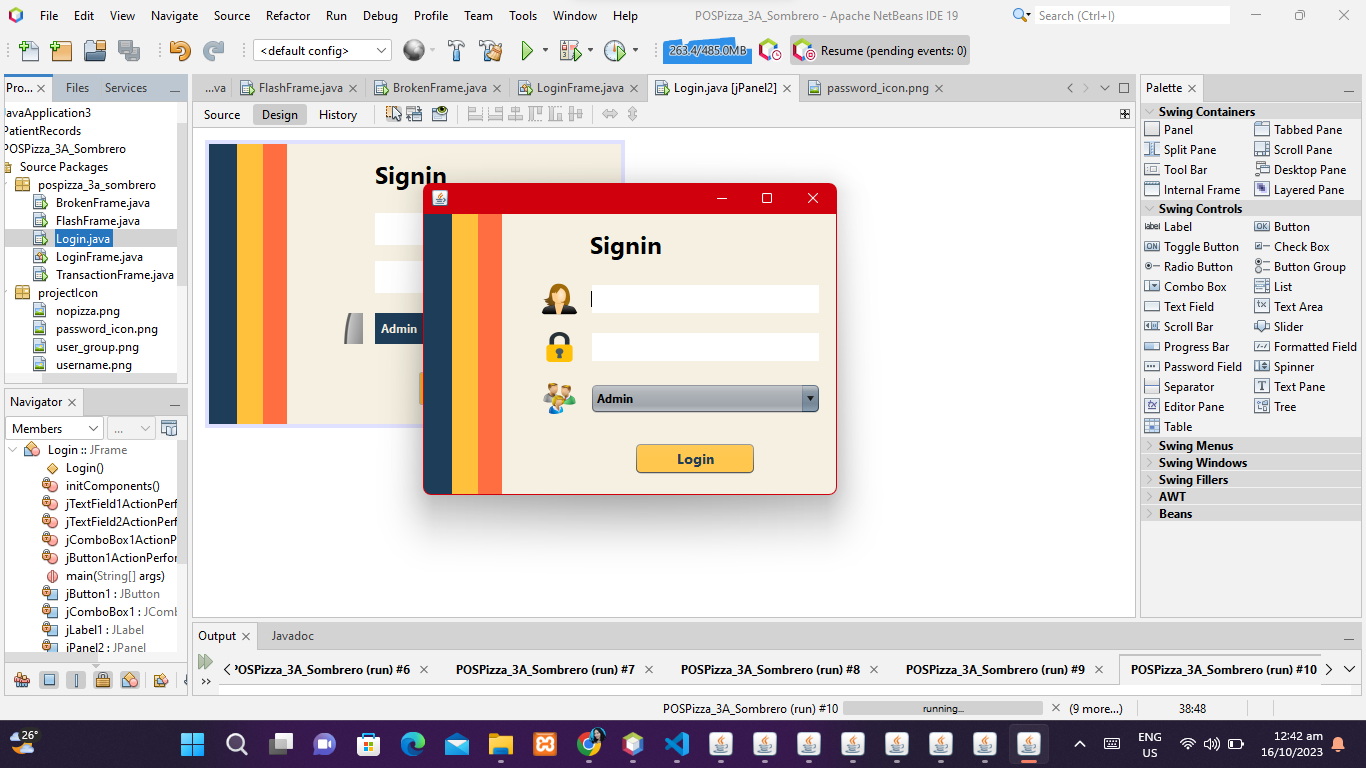 File Edit View Navigate Source Refactor Run Debug Profile Team Tools Window Help
POSPizza_3A_Sombrero - Apache NetBeans IDE 19
Search (Ctrl+I)
<default config>
263.4/485.0MB
Resume (pending events: 0)
Pro...
Files
Services
...va
FlashFrame.java
BrokenFrame.java
LoginFrame.java
Login.java [jPanel2]
password_icon.png
Source
Design
History
JavaApplication3
PatientRecords
POSPizza_3A_Sombrero
Source Packages
pospizza_3a_sombrero
BrokenFrame.java
FlashFrame.java
Login.java
LoginFrame.java
TransactionFrame.java
projectIcon
nopizza.png
password_icon.png
user_group.png
username.png
Navigator
Members
...
Login :: JFrame
Login()
initComponents()
jTextField1ActionPerf
jTextField2ActionPerf
jComboBox1ActionP
jButton1ActionPerfor
main(String[] args)
jButton1 : JButton
jComboBox1 : JComb
jLabel1 : JLabel
jPanel2 : JPanel
Signin
Admin
Signin
Admin
Login
Palette
Swing Containers
Panel
Tabbed Pane
Split Pane
Scroll Pane
Tool Bar
Desktop Pane
Internal Frame
Layered Pane
Swing Controls
label Label
OK Button
ON Toggle Button
Check Box
Radio Button
Button Group
Combo Box
List
Text Field
Text Area
Scroll Bar
Slider
Progress Bar
Formatted Field
Password Field
Spinner
Separator
Text Pane
Editor Pane
Tree
Table
Swing Menus
Swing Windows
Swing Fillers
AWT
Beans
Output
Javadoc
POSPizza_3A_Sombrero (run) #6
POSPizza_3A_Sombrero (run) #7
POSPizza_3A_Sombrero (run) #8
POSPizza_3A_Sombrero (run) #9
POSPizza_3A_Sombrero (run) #10
POSPizza_3A_Sombrero (run) #10
running...
(9 more...)
38:48
26°
ENG
US
12:42 am
16/10/2023